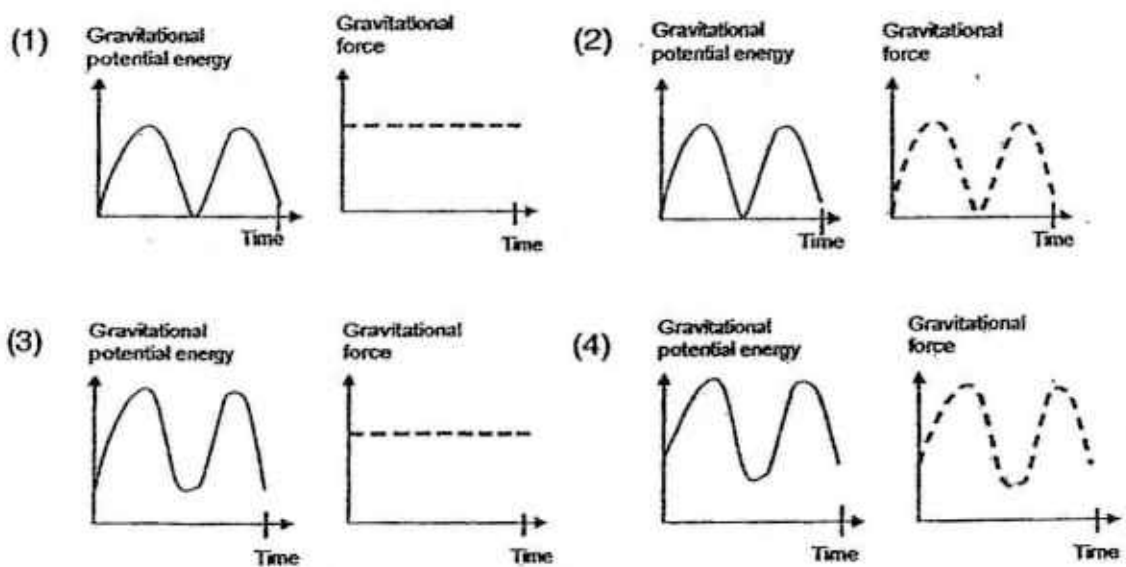 (1)
Gravitational
potential energy
Time
Gravitational
force
Time
(2)
Gravitational
potential energy
Time
Gravitational
force
Time
(3)
Gravitational
potential energy
Time
Gravitational
force
Time
(4)
Gravitational
potential energy
Time
Gravitational
force
Time